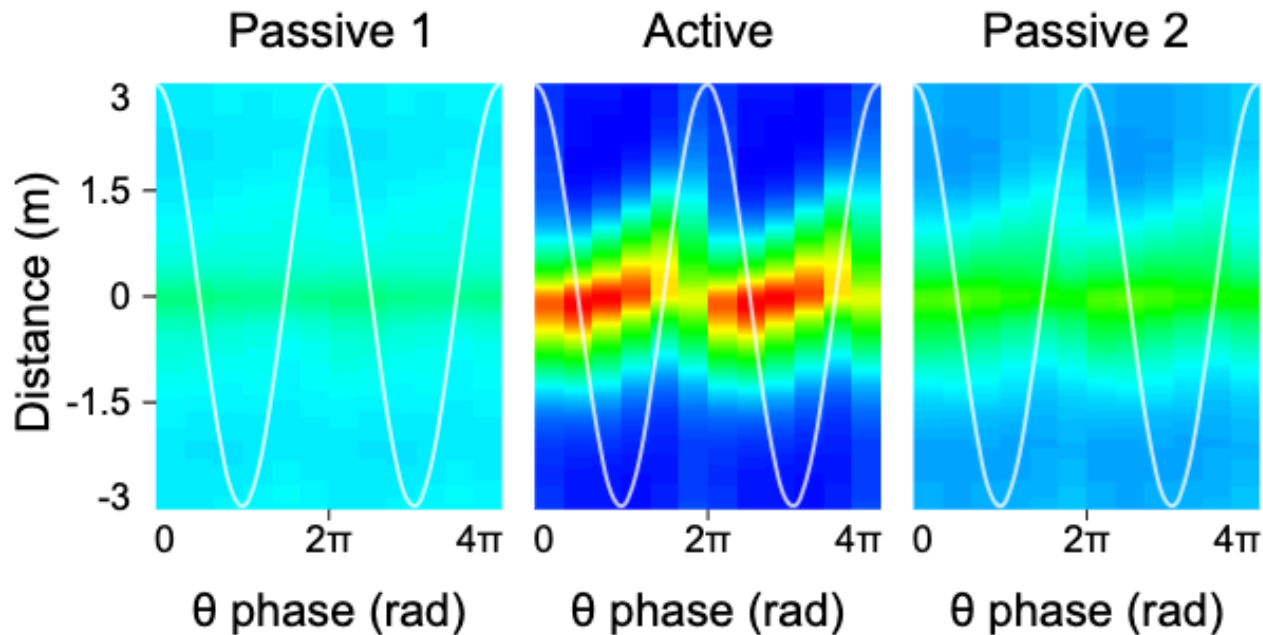 Passive 1 Active Passive 2
Distance (m)
3
1.5
0
-1.5
-3
0 2π 4π 0 2π 4π 0 2π 4π
θ phase (rad) θ phase (rad) θ phase (rad)